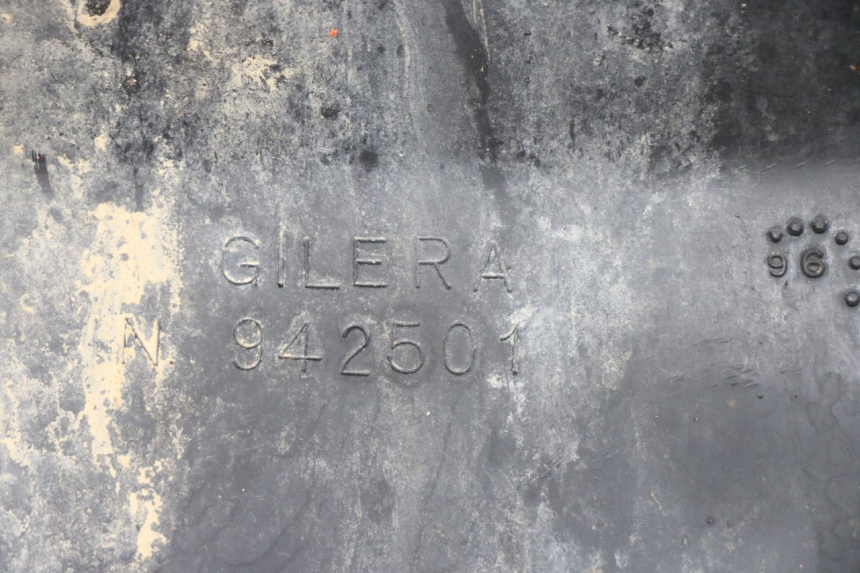 GILERA
N. 942501
96